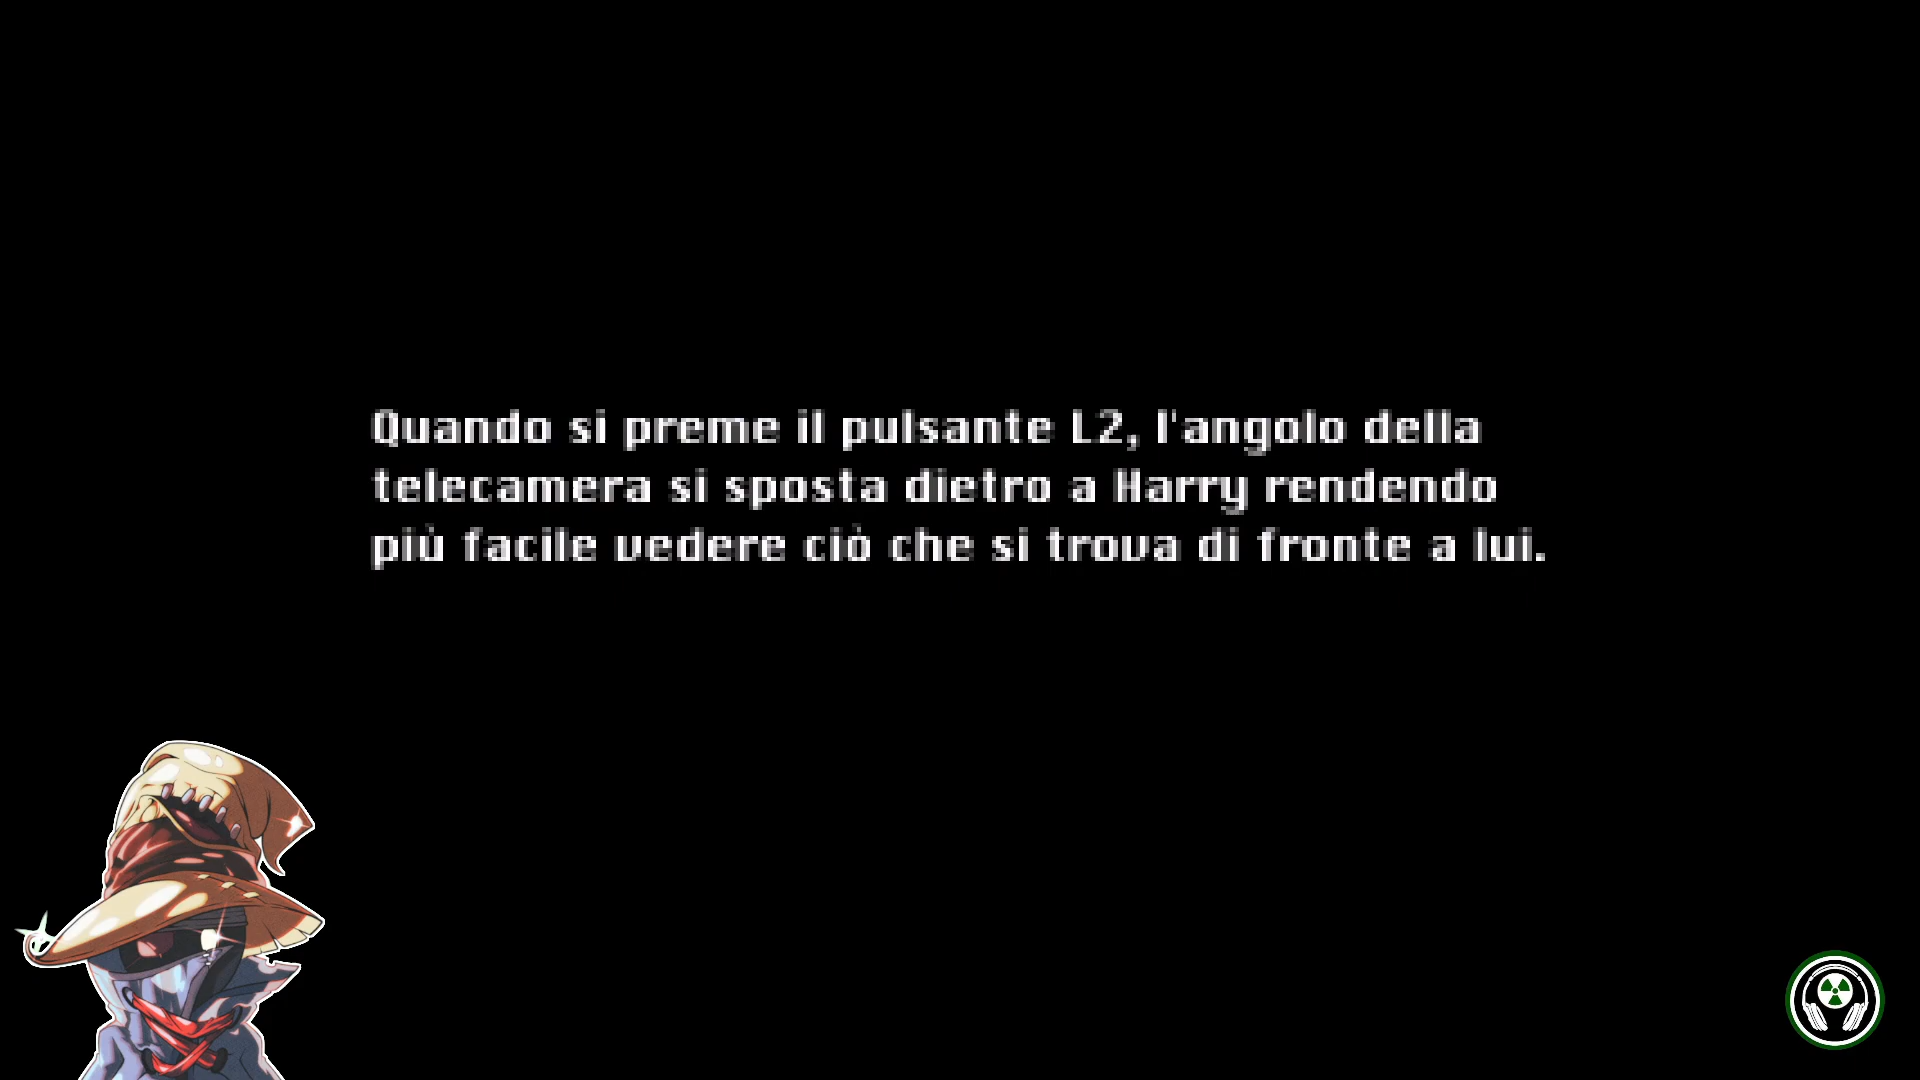 Quando si preme il pulsante L2, l'angolo della
telecamera si sposta dietro a Harry rendendo
più facile vedere ciò che si trova di fronte a lui.